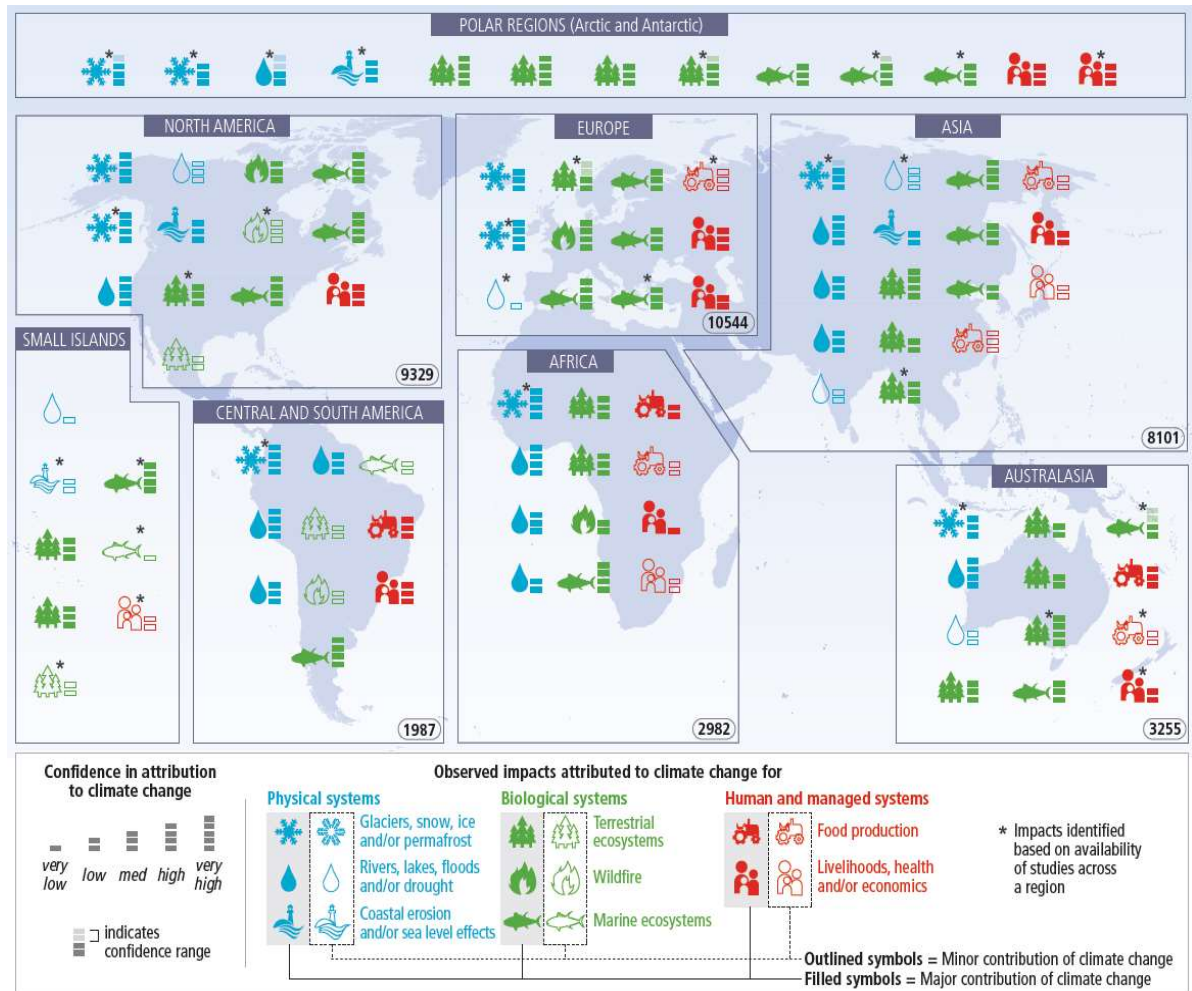 POLAR REGIONS (Arctic and Antarctic)
NORTH AMERICA
9329
EUROPE
10544
ASIA
8101
SMALL ISLANDS
CENTRAL AND SOUTH AMERICA
1987
AFRICA
2982
AUSTRALASIA
3255
Confidence in attribution
to climate change
very
low
low
med
high
very
high
indicates
confidence range
Observed impacts attributed to climate change for
Physical systems
Glaciers, snow, ice
and/or permafrost
Rivers, lakes, floods
and/or drought
Coastal erosion
and/or sea level effects
Biological systems
Terrestrial
ecosystems
Wildfire
Marine ecosystems
Human and managed systems
Food production
Livelihoods, health
and/or economics
* Impacts identified
based on availability
of studies across
a region
Outlined symbols = Minor contribution of climate change
Filled symbols = Major contribution of climate change